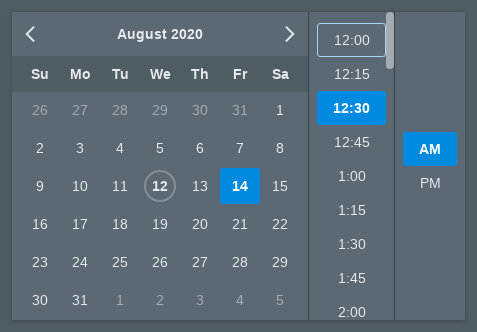 August 2020
Su Mo Tu We Th Fr Sa
26 27 28 29 30 31 1
2 3 4 5 6 7 8
9 10 11 12 13 14 15
16 17 18 19 20 21 22
23 24 25 26 27 28 29
30 31 1 2 3 4 5
12:00
12:15
12:30
12:45
1:00
1:15
1:30
1:45
2:00
AM
PM